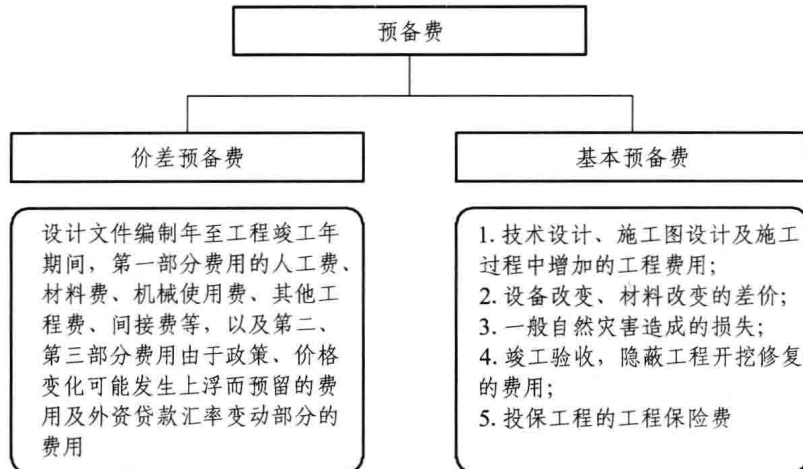 预备费
价差预备费
基本预备费
设计文件编制年至工程竣工年
期间，第一部分费用的人工费、
材料费、机械使用费、其他工
程费、间接费等，以及第二、
第三部分费用由于政策、价格
变化可能发生上浮而预留的费
用及外资贷款汇率变动部分的
费用
1. 技术设计、施工图设计及施工
过程中增加的工程费用；
2. 设备改变、材料改变的差价；
3. 一般自然灾害造成的损失；
4. 竣工验收，隐蔽工程开挖修复
的费用；
5. 投保工程的工程保险费